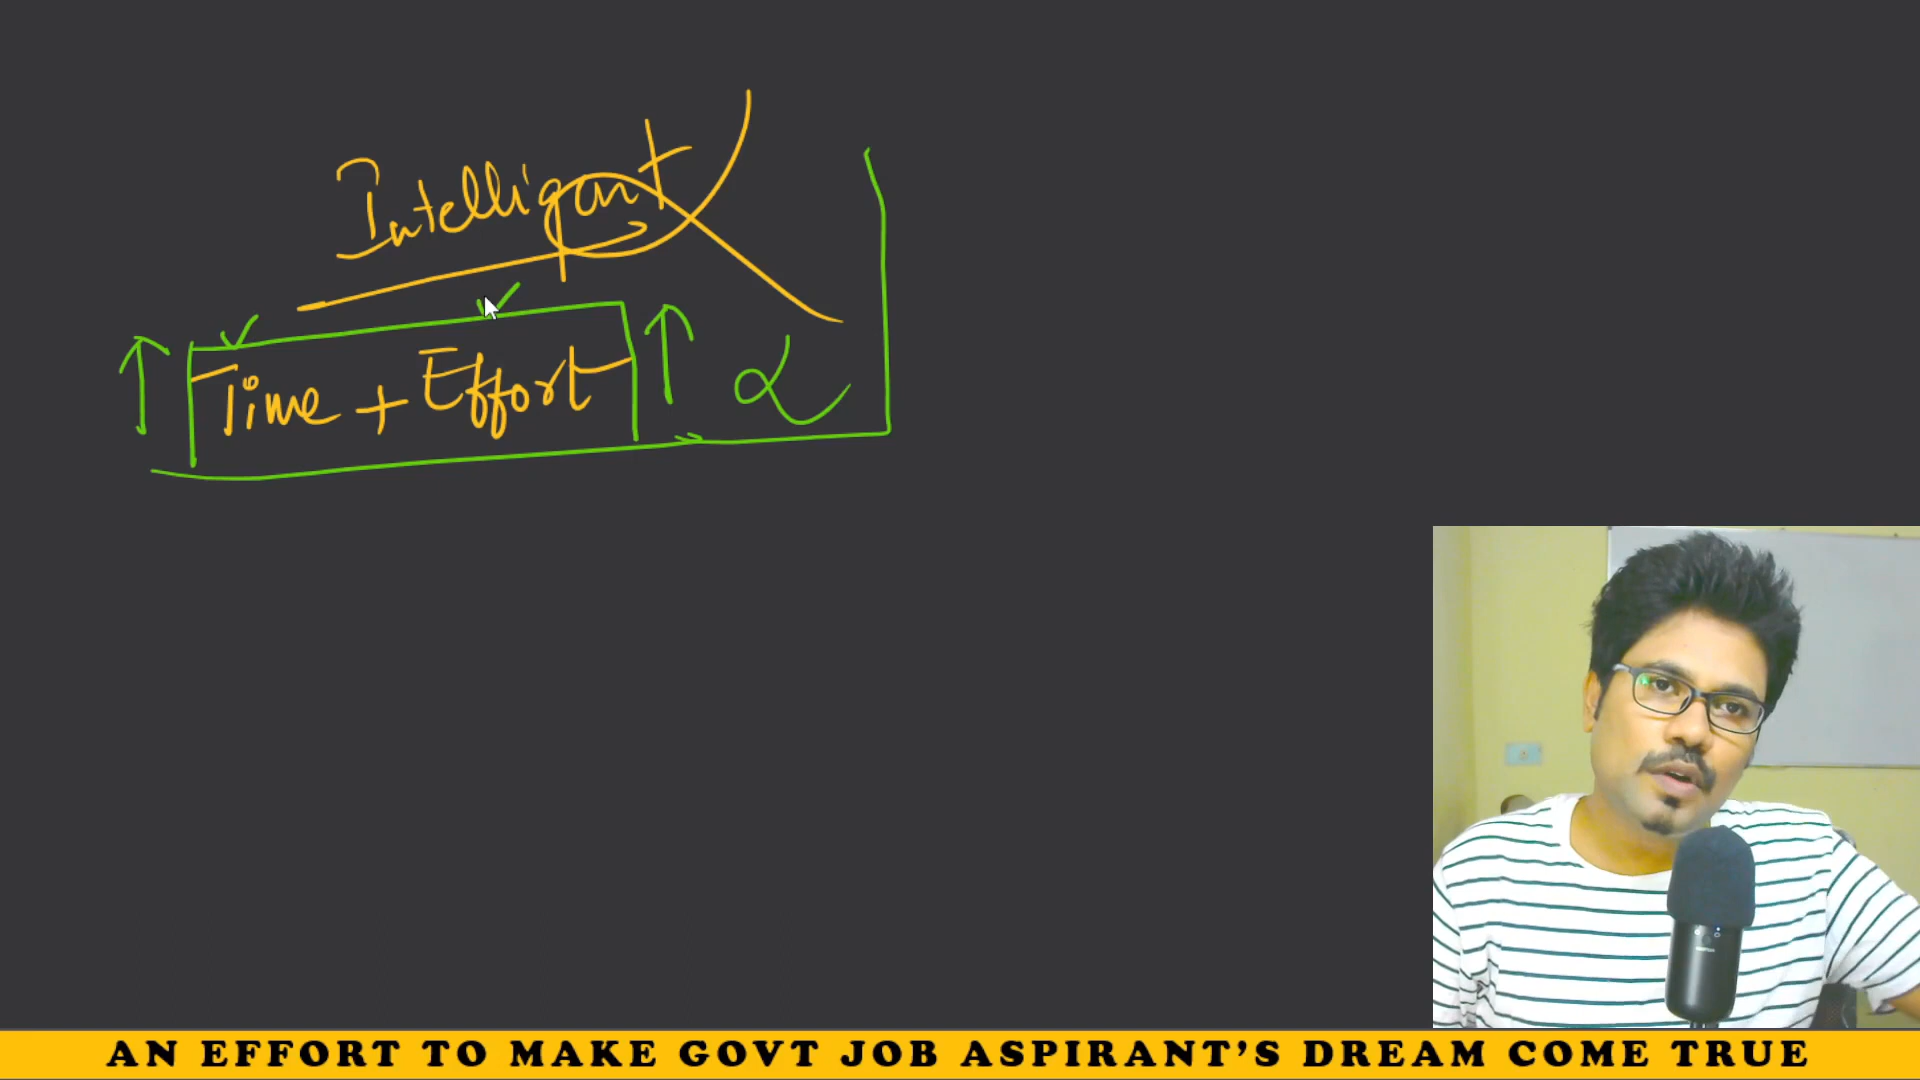 Intelligant
Time + Effort α
AN EFFORT TO MAKE GOVT JOB ASPIRANT'S DREAM COME TRUE